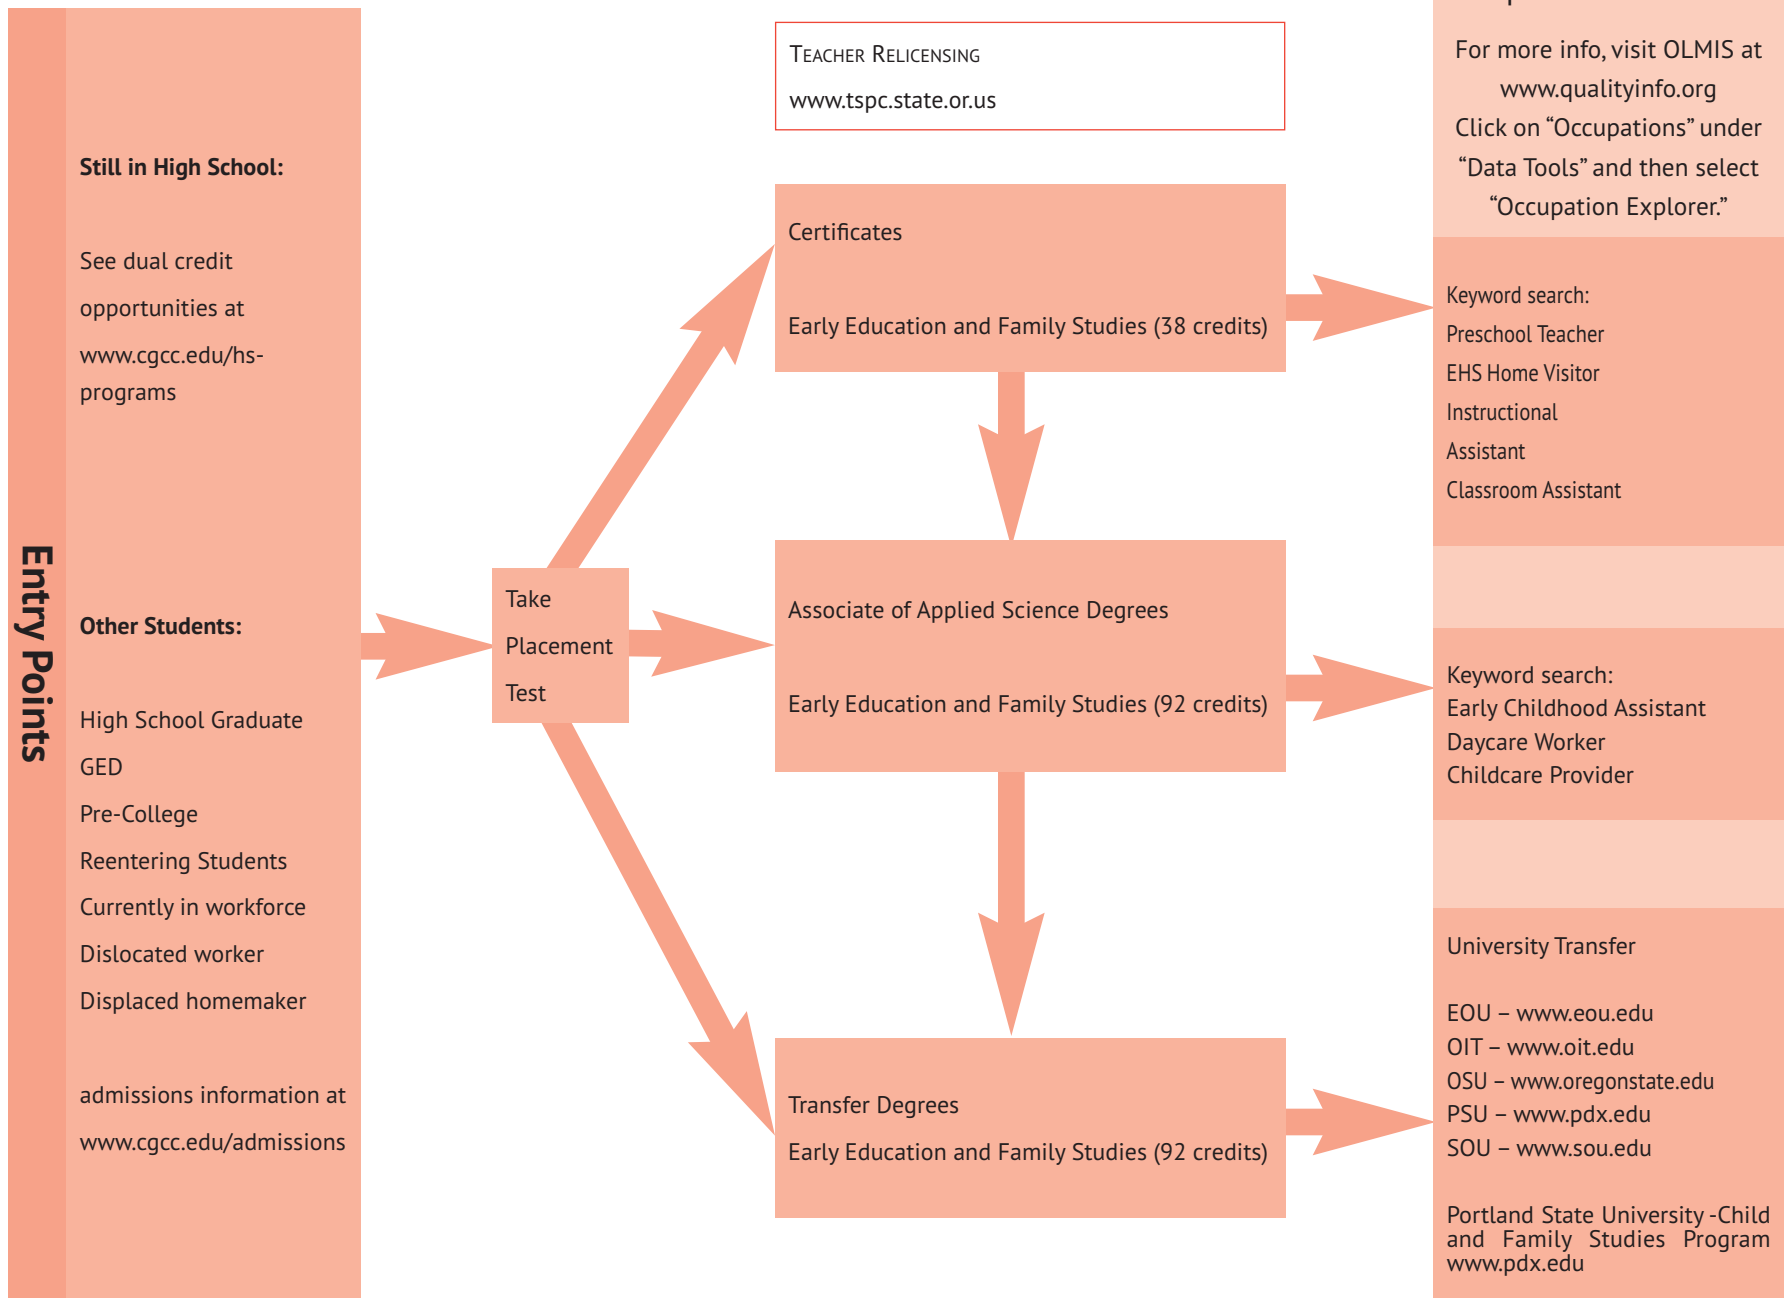 Entry Points
Still in High School:
See dual credit
opportunities at
www.cgcc.edu/hs-
programs
Other Students:
High School Graduate
GED
Pre-College
Reentering Students
Currently in workforce
Dislocated worker
Displaced homemaker
admissions information at
www.cgcc.edu/admissions
Take
Placement
Test
Teacher Relicensing
www.tspc.state.or.us
Certificates
Early Education and Family Studies (38 credits)
Associate of Applied Science Degrees
Early Education and Family Studies (92 credits)
Transfer Degrees
Early Education and Family Studies (92 credits)
For more info, visit OLMIS at
www.qualityinfo.org
Click on “Occupations” under
“Data Tools” and then select
“Occupation Explorer.”
Keyword search:
Preschool Teacher
EHS Home Visitor
Instructional
Assistant
Classroom Assistant
Keyword search:
Early Childhood Assistant
Daycare Worker
Childcare Provider
University Transfer
EOU – www.eou.edu
OIT – www.oit.edu
OSU – www.oregonstate.edu
PSU – www.pdx.edu
SOU – www.sou.edu
Portland State University -Child
and Family Studies Program
www.pdx.edu